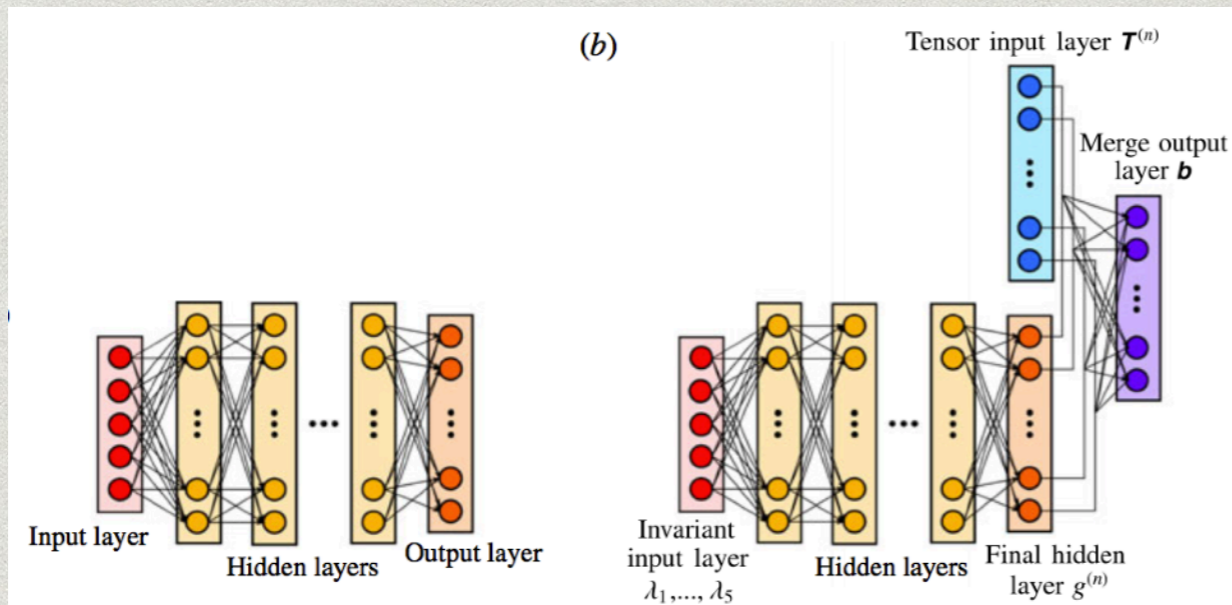 (b)
Tensor input layer T⁽ⁿ⁾
Merge output
layer b
Input layer
Hidden layers
Output layer
Invariant
input layer
λ₁,..., λ₅
Hidden layers
Final hidden
layer g⁽ⁿ⁾